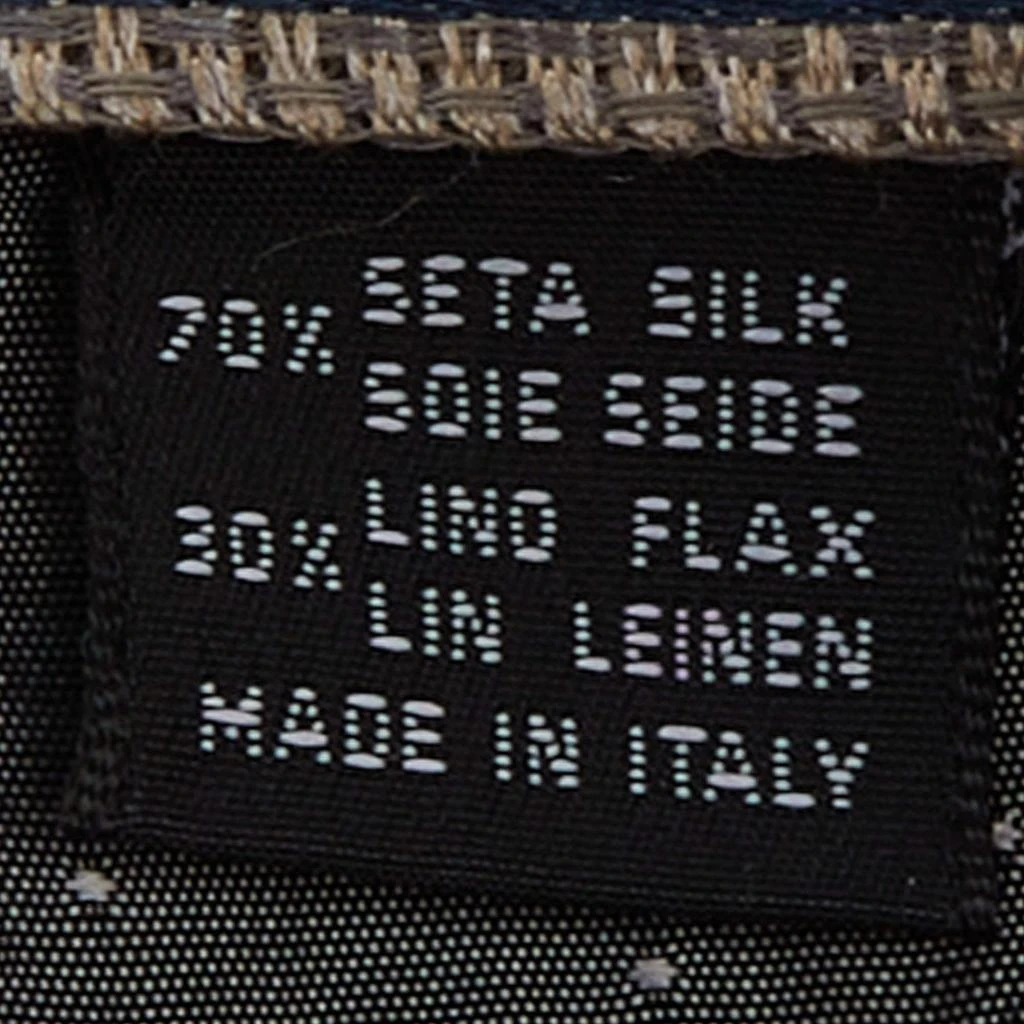 70% SETA SILK
SOIE SEIDE
30% LINO FLAX
LIN LEINEN
MADE IN ITALY